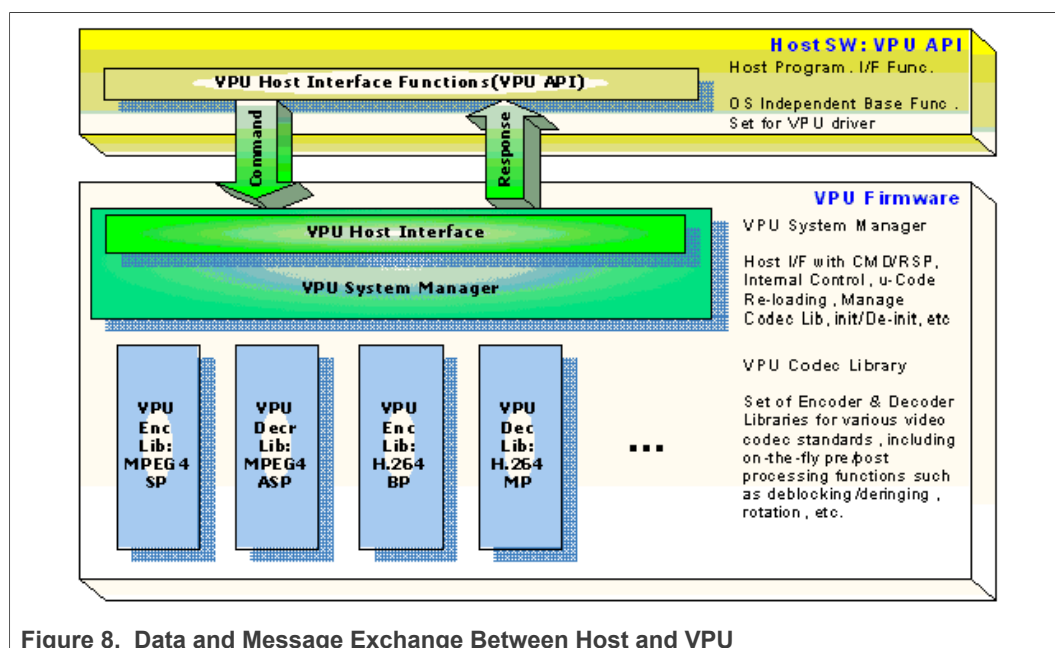 HostSW: VPU API
Host Program. I/F Func.
OS Independent Base Func .
Set for VPU driver
VPU Host Interface Functions(VPU API)
Command
Response
VPU Firmware
VPU System Manager
Host I/F with CMD/RSP,
Internal Control , u-Code
Re-loading , Manage
Codec Lib, init/De-init, etc
VPU Host Interface
VPU System Manager
VPU Codec Library
Set of Encoder & Decoder
Libraries for various video
codec standards , including
on-the-fly pre/post
processing functions such
as deblocking/deringing ,
rotation , etc.
VPU
Enc
Lib:
MPEG4
SP
VPU
Decr
Lib:
MPEG4
ASP
VPU
Enc
Lib:
H.264
BP
VPU
Dec
Lib:
H.264
MP
...
Figure 8. Data and Message Exchange Between Host and VPU